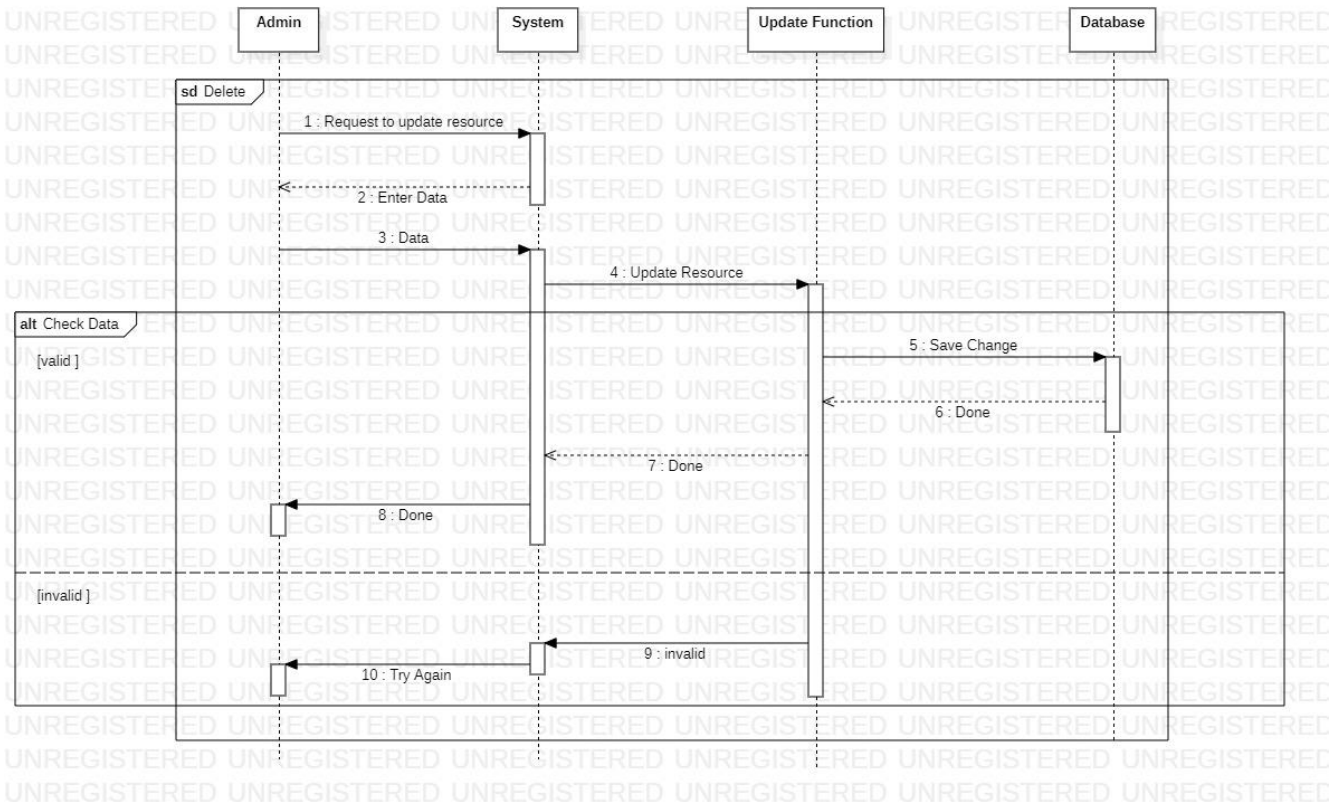 Admin
System
Update Function
Database
sd Delete
1 : Request to update resource
2 : Enter Data
3 : Data
4 : Update Resource
alt Check Data
[valid ]
5 : Save Change
6 : Done
7 : Done
8 : Done
[invalid ]
9 : invalid
10 : Try Again
UNREGISTERED